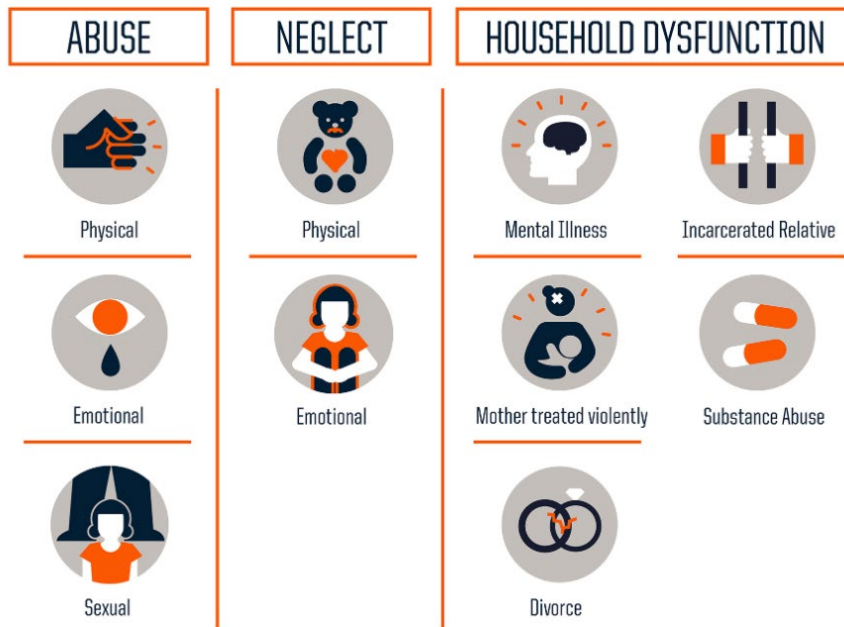 ABUSE
NEGLECT
HOUSEHOLD DYSFUNCTION
Physical
Physical
Mental Illness
Incarcerated Relative
Emotional
Emotional
Mother treated violently
Substance Abuse
Sexual
Divorce